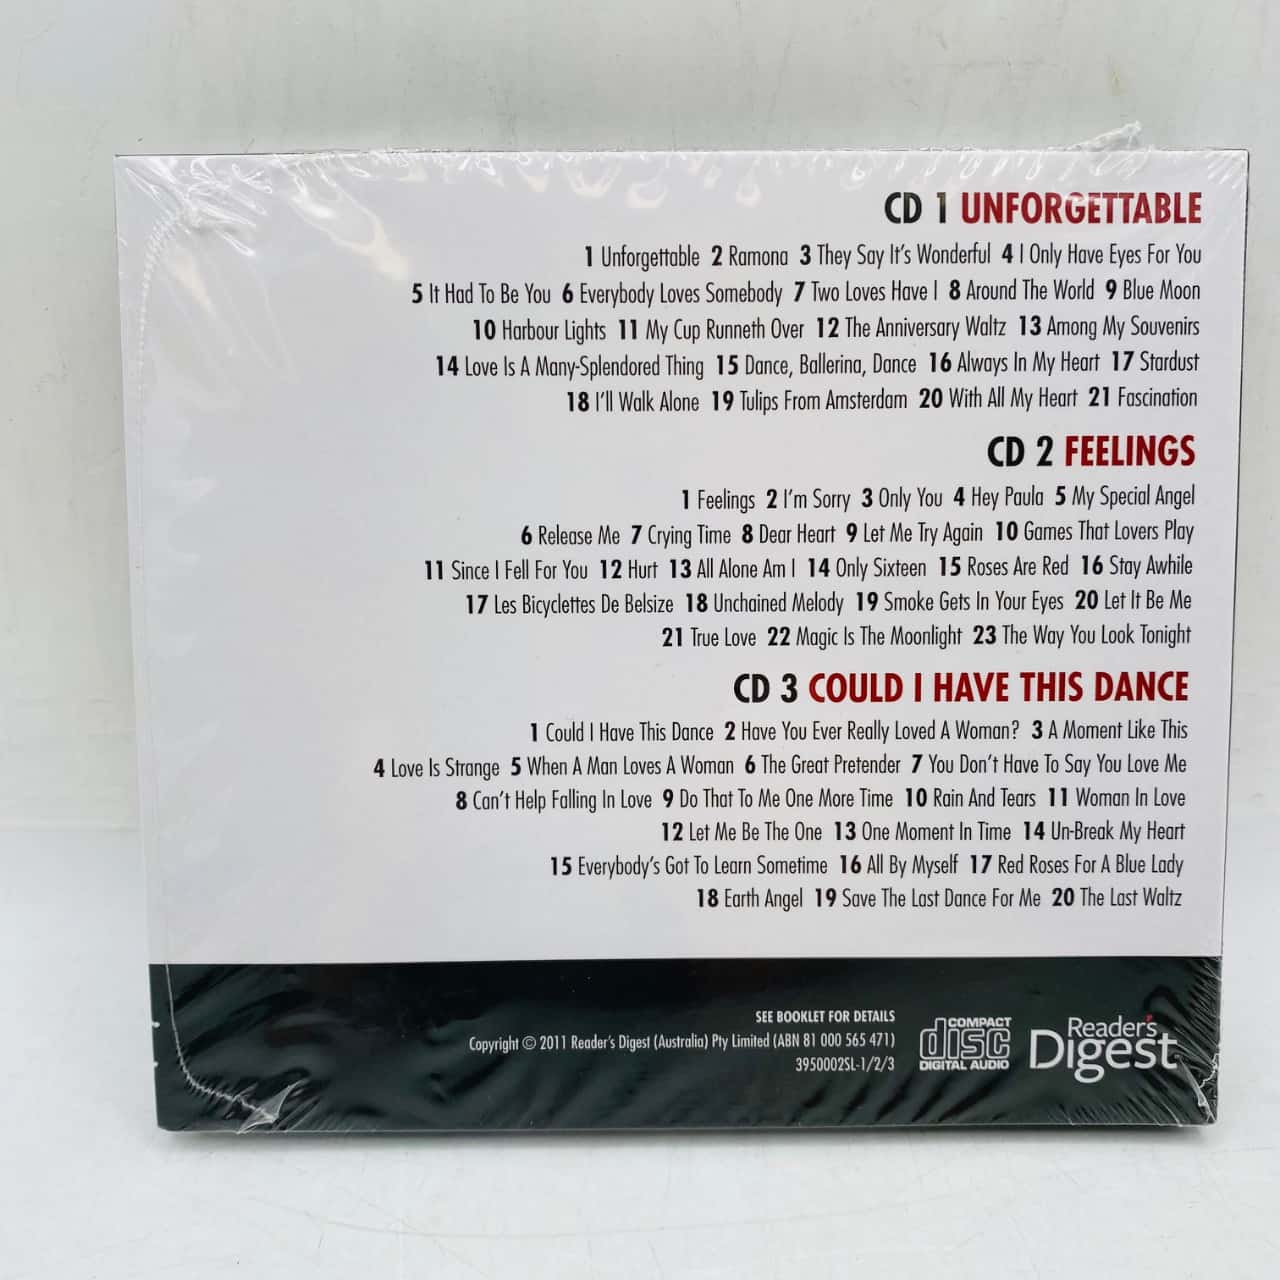 CD 1 UNFORGETTABLE
1 Unforgettable 2 Ramona 3 They Say It's Wonderful 4 I Only Have Eyes For You
5 It Had To Be You 6 Everybody Loves Somebody 7 Two Loves Have I 8 Around The World 9 Blue Moon
10 Harbour Lights 11 My Cup Runneth Over 12 The Anniversary Waltz 13 Among My Souvenirs
14 Love Is A Many-Splendored Thing 15 Dance, Ballerina, Dance 16 Always In My Heart 17 Stardust
18 I'll Walk Alone 19 Tulips From Amsterdam 20 With All My Heart 21 Fascination
CD 2 FEELINGS
1 Feelings 2 I'm Sorry 3 Only You 4 Hey Paula 5 My Special Angel
6 Release Me 7 Crying Time 8 Dear Heart 9 Let Me Try Again 10 Games That Lovers Play
11 Since I Fell For You 12 Hurt 13 All Alone Am I 14 Only Sixteen 15 Roses Are Red 16 Stay Awhile
17 Les Bicyclettes De Belsize 18 Unchained Melody 19 Smoke Gets In Your Eyes 20 Let It Be Me
21 True Love 22 Magic Is The Moonlight 23 The Way You Look Tonight
CD 3 COULD I HAVE THIS DANCE
1 Could I Have This Dance 2 Have You Ever Really Loved A Woman? 3 A Moment Like This
4 Love Is Strange 5 When A Man Loves A Woman 6 The Great Pretender 7 You Don't Have To Say You Love Me
8 Can't Help Falling In Love 9 Do That To Me One More Time 10 Rain And Tears 11 Woman In Love
12 Let Me Be The One 13 One Moment In Time 14 Un-Break My Heart
15 Everybody's Got To Learn Sometime 16 All By Myself 17 Red Roses For A Blue Lady
18 Earth Angel 19 Save The Last Dance For Me 20 The Last Waltz
SEE BOOKLET FOR DETAILS
Copyright © 2011 Reader's Digest (Australia) Pty Limited (ABN 81 000 565 471)
3950002SL-1/2/3
COMPACT
disc
DIGITAL AUDIO
Reader's
Digest